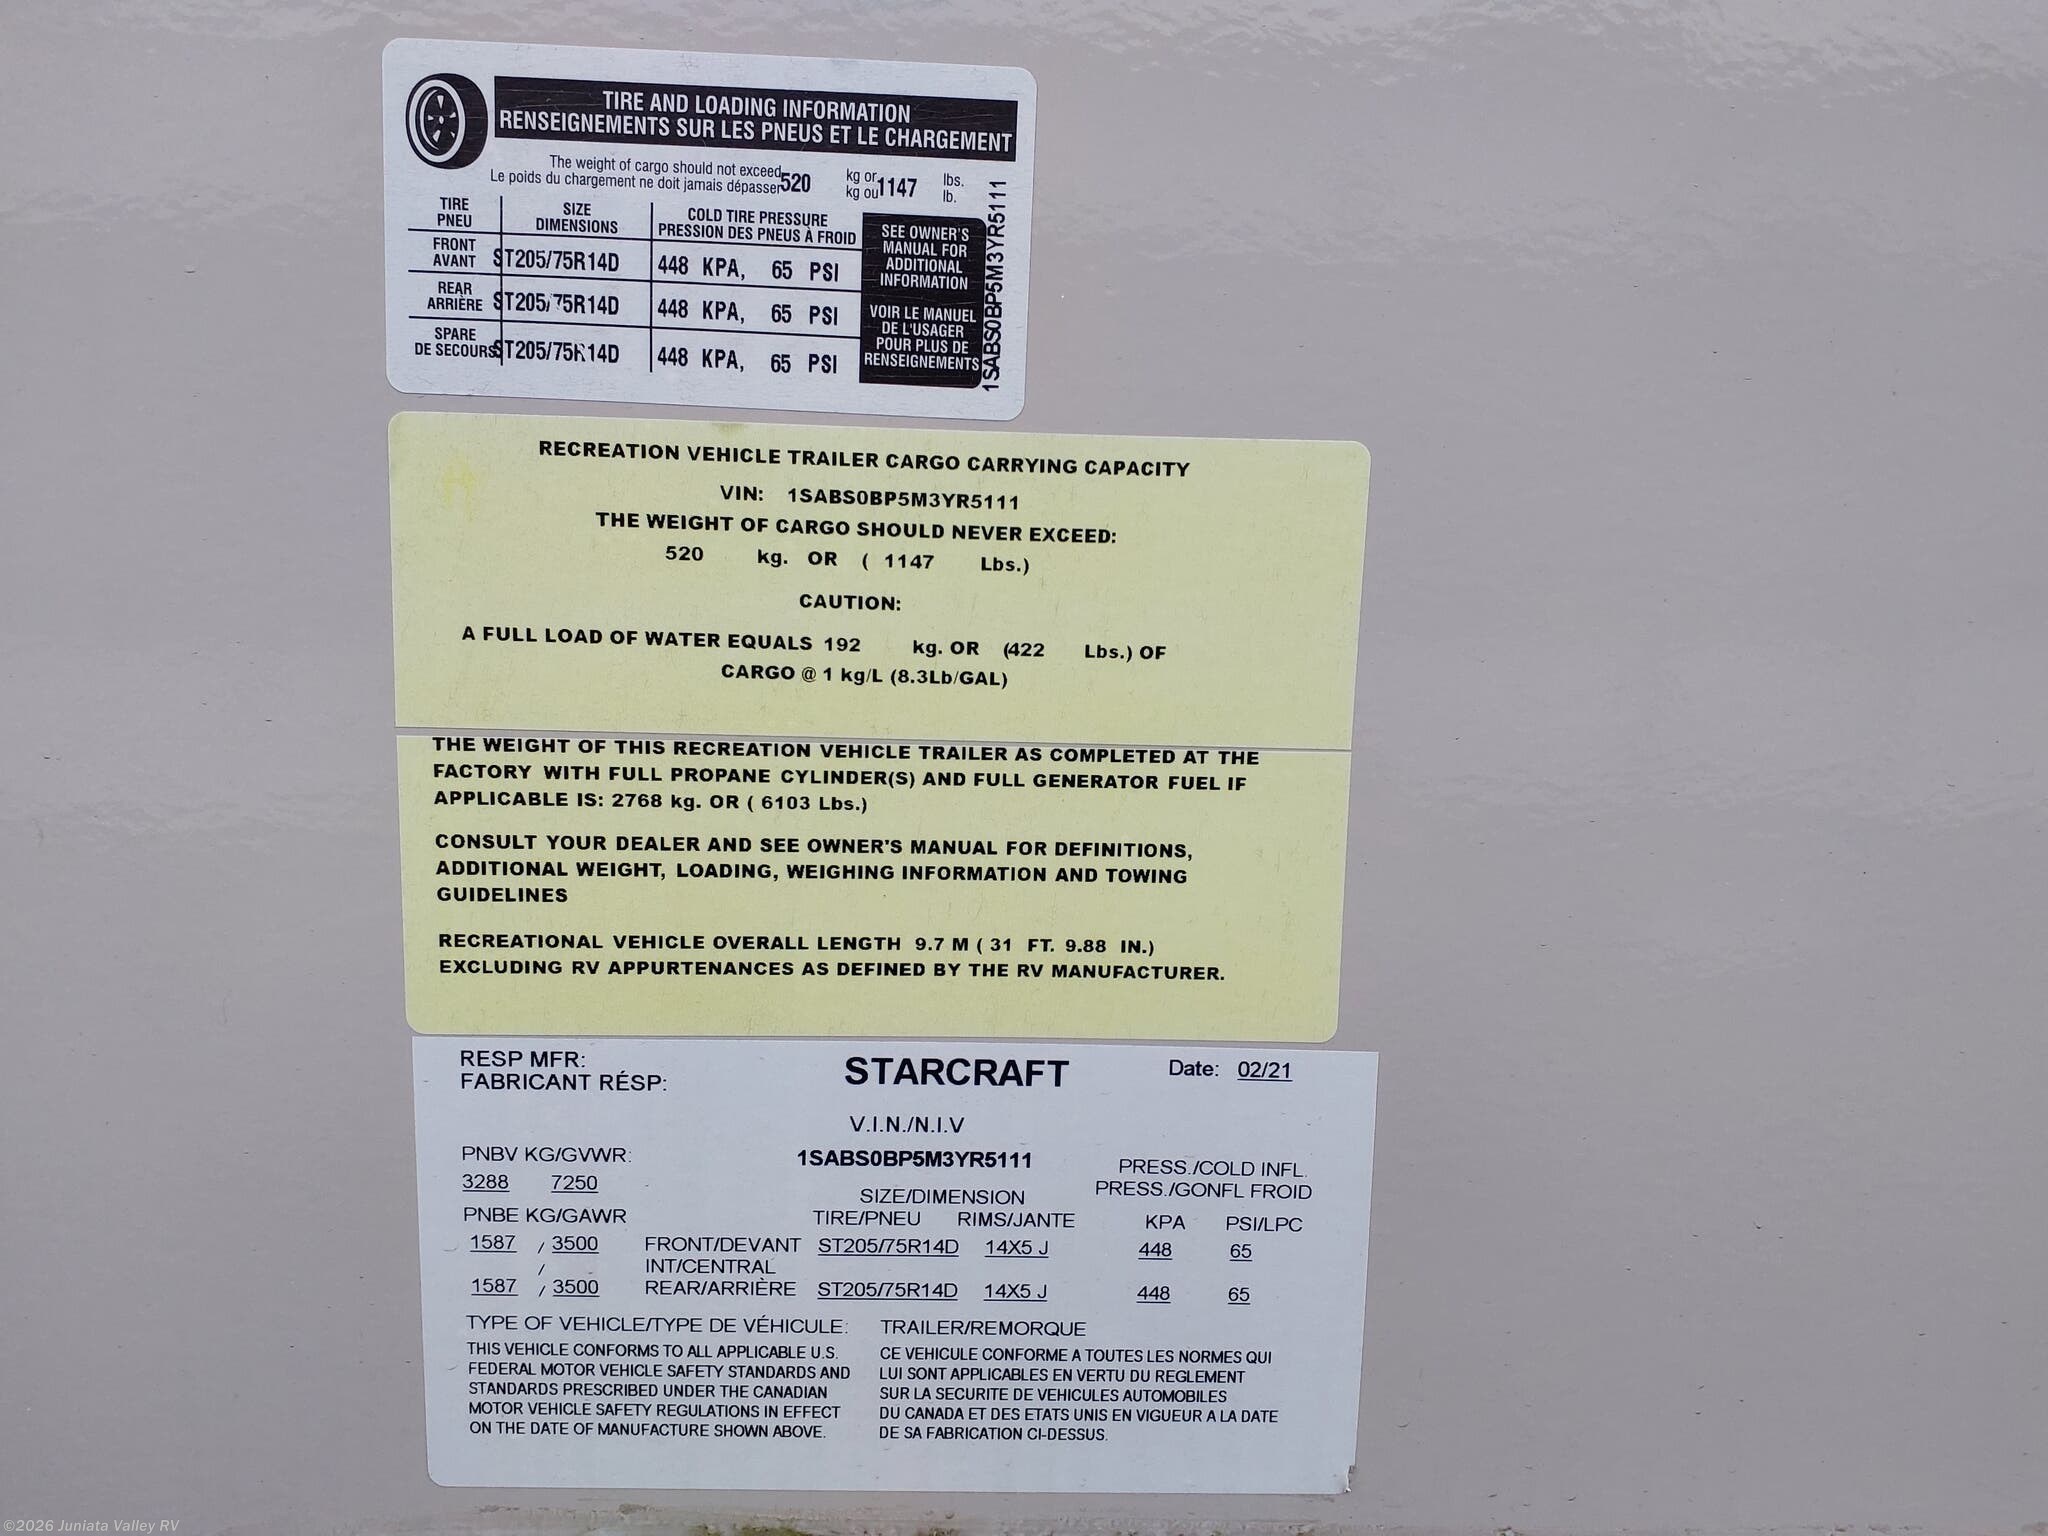 TIRE AND LOADING INFORMATION
RENSEIGNEMENTS SUR LES PNEUS ET LE CHARGEMENT
The weight of cargo should not exceed 520 kg or 1147 lbs.
Le poids du chargement ne doit jamais dépasser kg ou lb.
TIRE SIZE COLD TIRE PRESSURE
PNEU DIMENSIONS PRESSION DES PNEUS À FROID
FRONT
AVANT ST205/75R14D 448 KPA, 65 PSI
REAR
ARRIÈRE ST205/75R14D 448 KPA, 65 PSI
SPARE
DE SECOURS ST205/75R14D 448 KPA, 65 PSI
SEE OWNER'S
MANUAL FOR
ADDITIONAL
INFORMATION
VOIR LE MANUEL
DE L'USAGER
POUR PLUS DE
RENSEIGNEMENTS
1SABS0BP5M3YR5111
RECREATION VEHICLE TRAILER CARGO CARRYING CAPACITY
VIN: 1SABS0BP5M3YR5111
THE WEIGHT OF CARGO SHOULD NEVER EXCEED:
520 kg. OR ( 1147 Lbs.)
CAUTION:
A FULL LOAD OF WATER EQUALS 192 kg. OR (422 Lbs.) OF
CARGO @ 1 kg/L (8.3Lb/GAL)
THE WEIGHT OF THIS RECREATION VEHICLE TRAILER AS COMPLETED AT THE
FACTORY WITH FULL PROPANE CYLINDER(S) AND FULL GENERATOR FUEL IF
APPLICABLE IS: 2768 kg. OR ( 6103 Lbs.)
CONSULT YOUR DEALER AND SEE OWNER'S MANUAL FOR DEFINITIONS,
ADDITIONAL WEIGHT, LOADING, WEIGHING INFORMATION AND TOWING
GUIDELINES
RECREATIONAL VEHICLE OVERALL LENGTH 9.7 M ( 31 FT. 9.88 IN.)
EXCLUDING RV APPURTENANCES AS DEFINED BY THE RV MANUFACTURER.
RESP MFR: STARCRAFT Date: 02/21
FABRICANT RÉSP:
V.I.N./N.I.V
PNBV KG/GVWR: 1SABS0BP5M3YR5111 PRESS./COLD INFL.
3288 7250 SIZE/DIMENSION PRESS./GONFL FROID
PNBE KG/GAWR TIRE/PNEU RIMS/JANTE KPA PSI/LPC
1587 / 3500 FRONT/DEVANT ST205/75R14D 14X5 J 448 65
/ INT/CENTRAL
1587 / 3500 REAR/ARRIÈRE ST205/75R14D 14X5 J 448 65
TYPE OF VEHICLE/TYPE DE VÉHICULE: TRAILER/REMORQUE
THIS VEHICLE CONFORMS TO ALL APPLICABLE U.S.
FEDERAL MOTOR VEHICLE SAFETY STANDARDS AND
STANDARDS PRESCRIBED UNDER THE CANADIAN
MOTOR VEHICLE SAFETY REGULATIONS IN EFFECT
ON THE DATE OF MANUFACTURE SHOWN ABOVE.
CE VEHICULE CONFORME A TOUTES LES NORMES QUI
LUI SONT APPLICABLES EN VERTU DU REGLEMENT
SUR LA SECURITE DE VEHICULES AUTOMOBILES
DU CANADA ET DES ETATS UNIS EN VIGUEUR A LA DATE
DE SA FABRICATION CI-DESSUS.
©2026 Juniata Valley RV